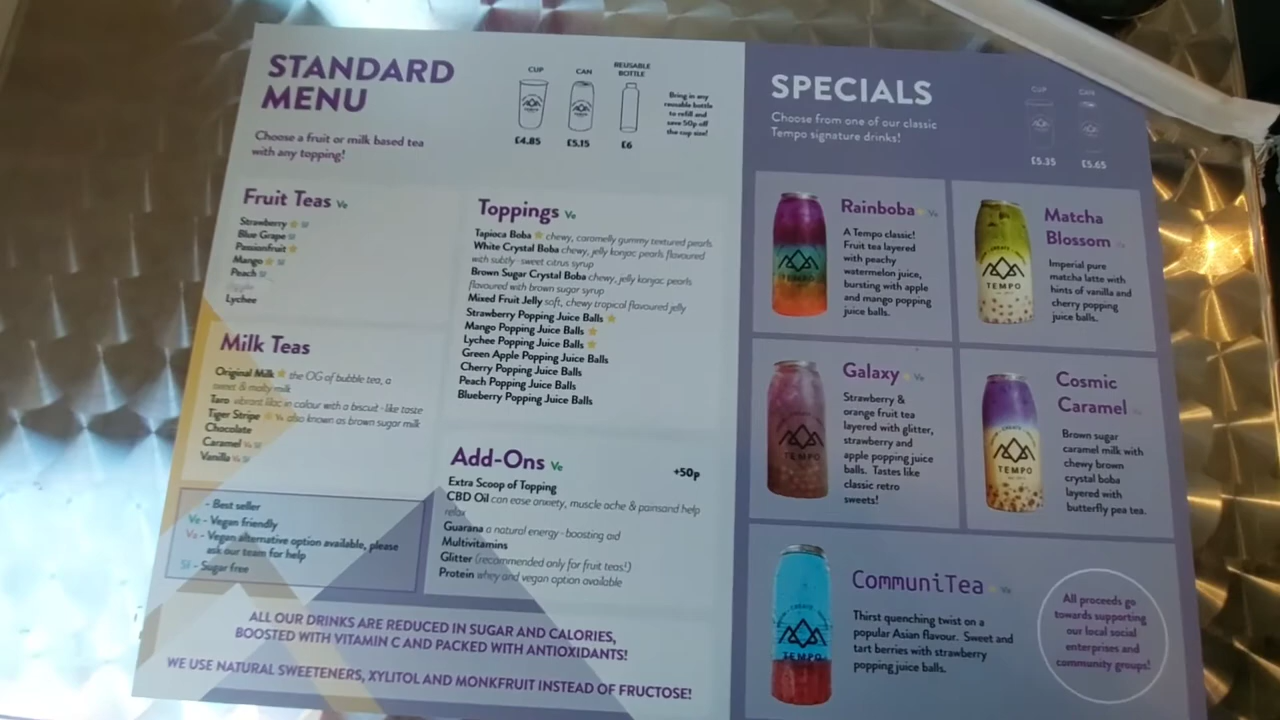 STANDARD
MENU
Choose a fruit or milk based tea
with any topping!
CUP
£4.85
CAN
£5.15
REUSABLE
BOTTLE
£6
Bring in any
reusable bottle
to refill and
save 50p off
the cup size!
Fruit Teas Ve
Strawberry Sf
Blue Grape Sf
Passionfruit
Mango Sf
Peach Sf
Lychee
Milk Teas
Original Milk the OG of bubble tea, a
sweet & malty milk
Taro vibrant lilac in colour with a biscuit-like taste
Tiger Stripe Va also known as brown sugar milk
Chocolate
Caramel Va Sf
Vanilla Va Sf
- Best seller
Ve - Vegan friendly
Va - Vegan alternative option available, please
ask our team for help
Sf - Sugar free
Toppings Ve
Tapioca Boba chewy, caramelly gummy textured pearls
White Crystal Boba chewy, jelly konjac pearls flavoured
with subtly-sweet citrus syrup
Brown Sugar Crystal Boba chewy, jelly konjac pearls
flavoured with brown sugar syrup
Mixed Fruit Jelly soft, chewy tropical flavoured jelly
Strawberry Popping Juice Balls
Mango Popping Juice Balls
Lychee Popping Juice Balls
Green Apple Popping Juice Balls
Cherry Popping Juice Balls
Peach Popping Juice Balls
Blueberry Popping Juice Balls
Add-Ons Ve +50p
Extra Scoop of Topping
CBD Oil can ease anxiety, muscle ache & pains and help
relax
Guarana a natural energy-boosting aid
Multivitamins
Glitter (recommended only for fruit teas!)
Protein whey and vegan option available
ALL OUR DRINKS ARE REDUCED IN SUGAR AND CALORIES,
BOOSTED WITH VITAMIN C AND PACKED WITH ANTIOXIDANTS!
WE USE NATURAL SWEETENERS, XYLITOL AND MONKFRUIT INSTEAD OF FRUCTOSE!
SPECIALS
Choose from one of our classic
Tempo signature drinks!
CUP
£5.35
CAN
£5.65
Rainboba Ve
A Tempo classic!
Fruit tea layered
with peachy
watermelon juice,
bursting with apple
and mango popping
juice balls.
TEMPO
Matcha
Blossom
Imperial pure
matcha latte with
hints of vanilla and
cherry popping
juice balls.
TEMPO
Galaxy Ve
Strawberry &
orange fruit tea
layered with glitter,
strawberry and
apple popping juice
balls. Tastes like
classic retro
sweets!
TEMPO
Cosmic
Caramel
Brown sugar
caramel milk with
chewy brown
crystal boba
layered with
butterfly pea tea.
TEMPO
CommuniTea Ve
Thirst quenching twist on a
popular Asian flavour. Sweet and
tart berries with strawberry
popping juice balls.
TEMPO
All proceeds go
towards supporting
our local social
enterprises and
community groups!